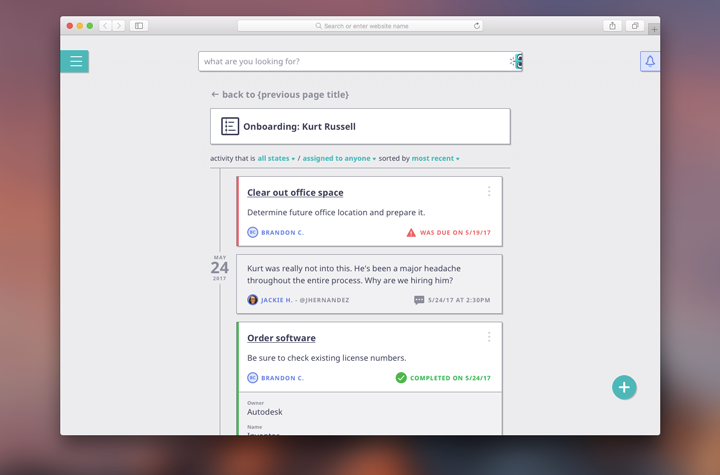 Search or enter website name
what are you looking for?
← back to {previous page title}
Onboarding: Kurt Russell
activity that is all states / assigned to anyone sorted by most recent
Clear out office space
Determine future office location and prepare it.
BC BRANDON C.
WAS DUE ON 5/19/17
MAY
24
2017
Kurt was really not into this. He's been a major headache
throughout the entire process. Why are we hiring him?
JACKIE H. - @JHERNANDEZ
5/24/17 AT 2:30PM
Order software
Be sure to check existing license numbers.
BC BRANDON C.
COMPLETED ON 5/24/17
Owner
Autodesk
Name